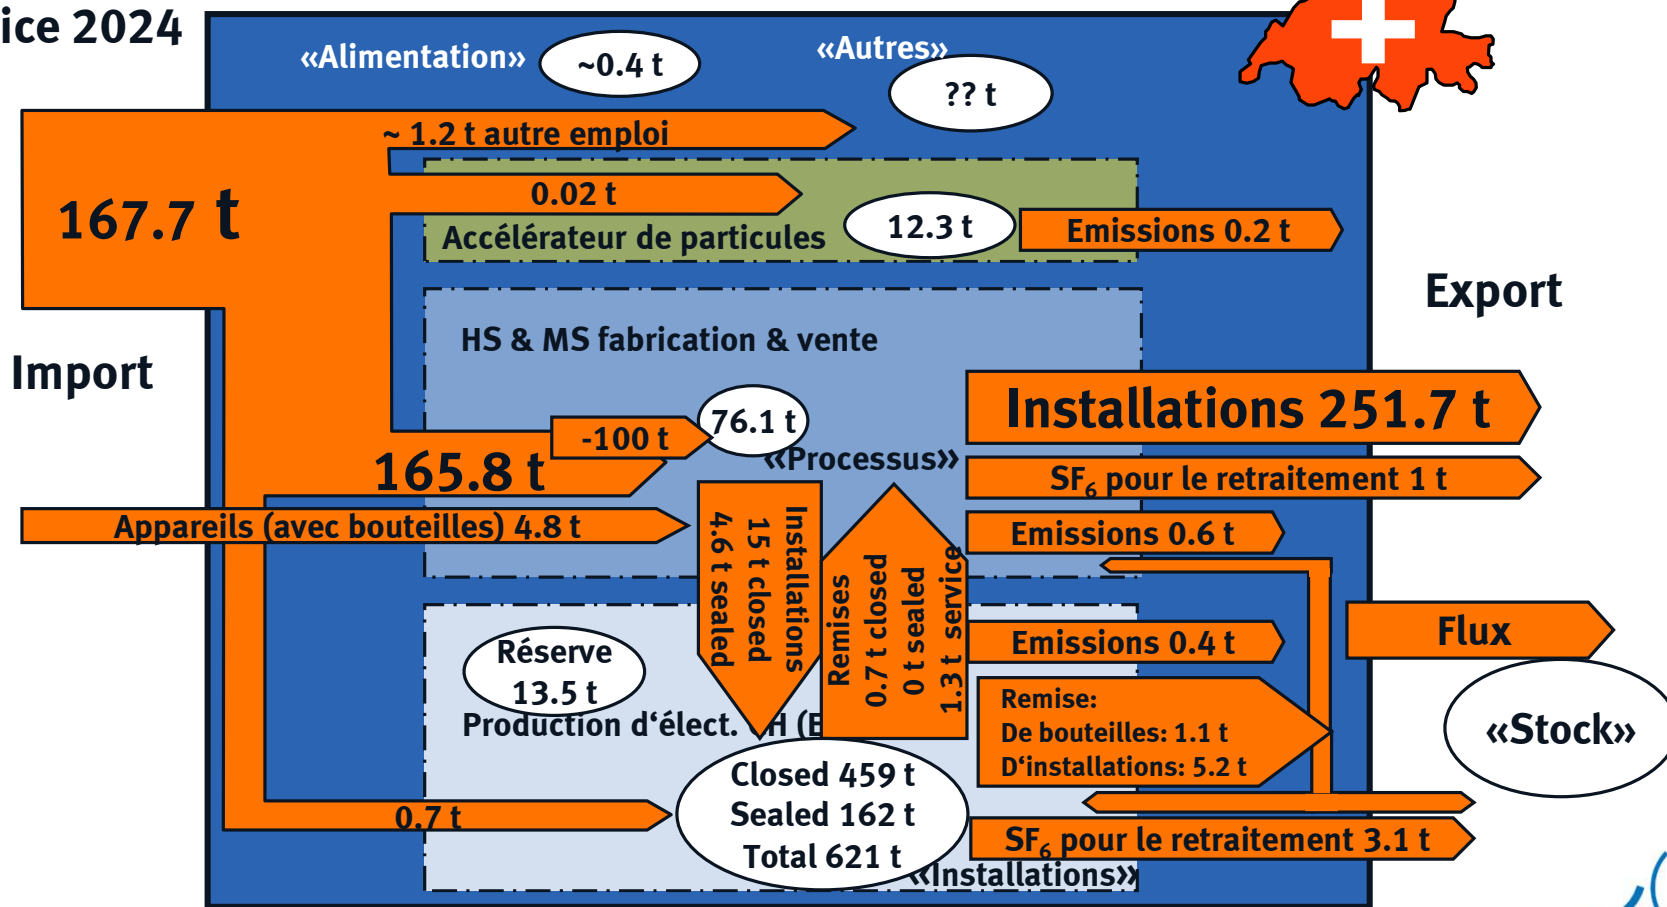 ice 2024
«Alimentation»
~0.4 t
«Autres»
?? t
~ 1.2 t autre emploi
0.02 t
167.7 t
Accélérateur de particules
12.3 t
Emissions 0.2 t
Export
HS & MS fabrication & vente
Import
Installations 251.7 t
-100 t
76.1 t
«Processus»
165.8 t
SF₆ pour le retraitement 1 t
Appareils (avec bouteilles) 4.8 t
Emissions 0.6 t
Installations
15 t closed
4.6 t sealed
Remises
0.7 t closed
0 t sealed
1.3 t service
Flux
Emissions 0.4 t
Réserve
13.5 t
Production d‘élect.
Remise:
De bouteilles: 1.1 t
D‘installations: 5.2 t
«Stock»
Closed 459 t
Sealed 162 t
Total 621 t
0.7 t
SF₆ pour le retraitement 3.1 t
«Installations»